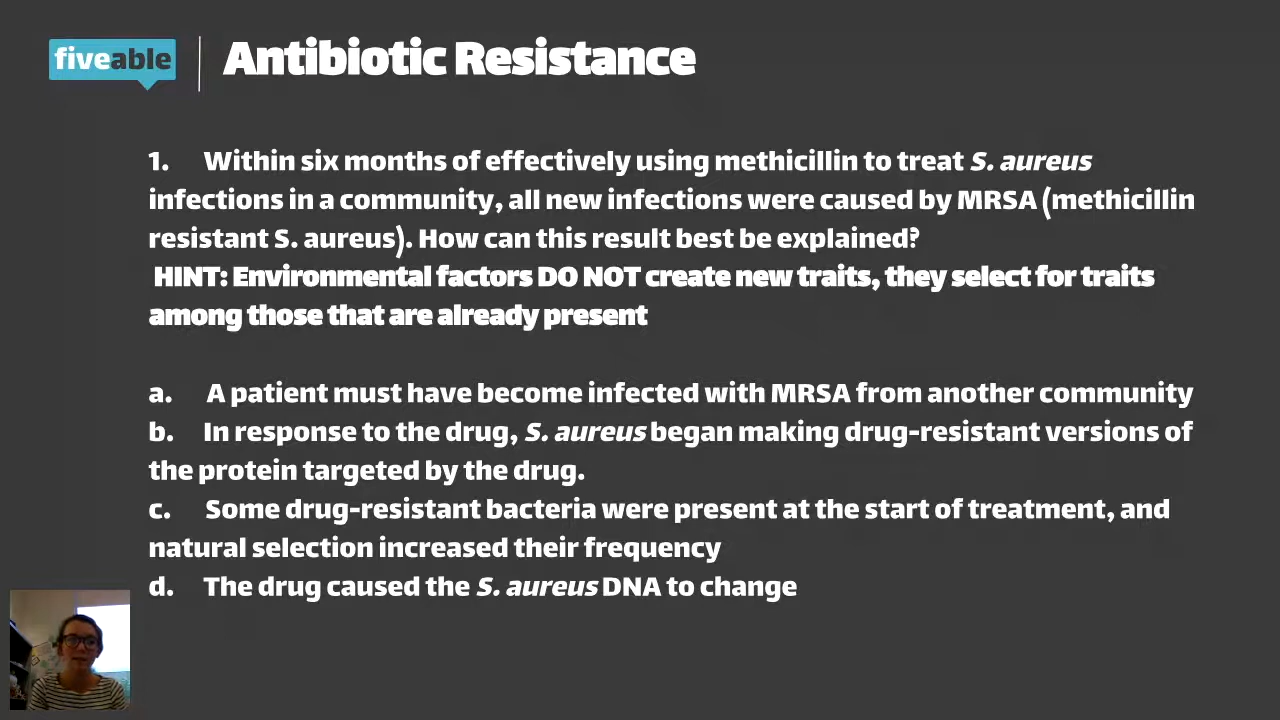 fiveable
Antibiotic Resistance
1. Within six months of effectively using methicillin to treat S. aureus
infections in a community, all new infections were caused by MRSA (methicillin
resistant S. aureus). How can this result best be explained?
HINT: Environmental factors DO NOT create new traits, they select for traits
among those that are already present
a. A patient must have become infected with MRSA from another community
b. In response to the drug, S. aureus began making drug-resistant versions of
the protein targeted by the drug.
c. Some drug-resistant bacteria were present at the start of treatment, and
natural selection increased their frequency
d. The drug caused the S. aureus DNA to change